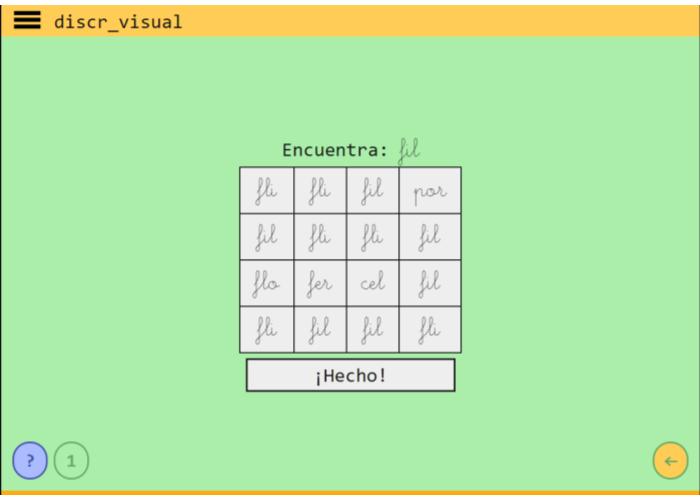 discr_visual
Encuentra: fil
fli fli fil por
fil fli fli fil
flo fer cel fil
fli fil fil fli
¡Hecho!
? 1 ←